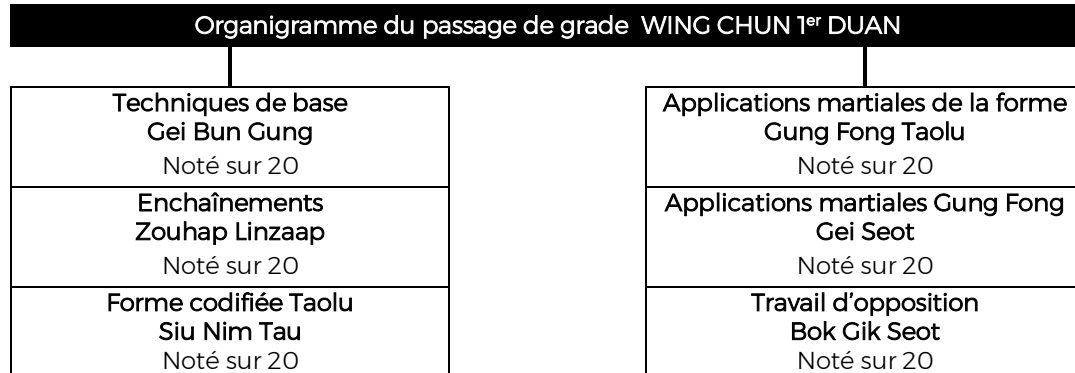 Organigramme du passage de grade WING CHUN 1er DUAN
Techniques de base
Gei Bun Gung
Noté sur 20
Enchaînements
Zouhap Linzaap
Noté sur 20
Forme codifiée Taolu
Siu Nim Tau
Noté sur 20
Applications martiales de la forme
Gung Fong Taolu
Noté sur 20
Applications martiales Gung Fong
Gei Seot
Noté sur 20
Travail d'opposition
Bok Gik Seot
Noté sur 20